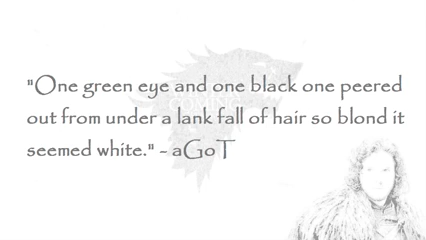 "One green eye and one black one peered
out from under a lank fall of hair so blond it
seemed white." - aGoT
COMING